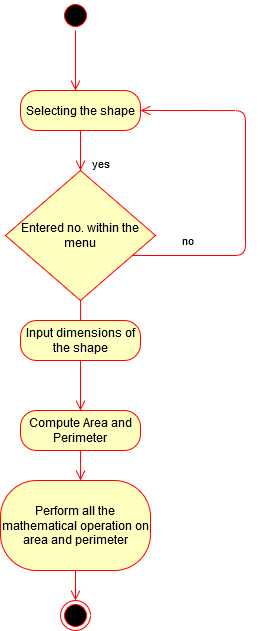 Selecting the shape
yes
Entered no. within the
menu
no
Input dimensions of
the shape
Compute Area and
Perimeter
Perform all the
mathematical operation on
area and perimeter